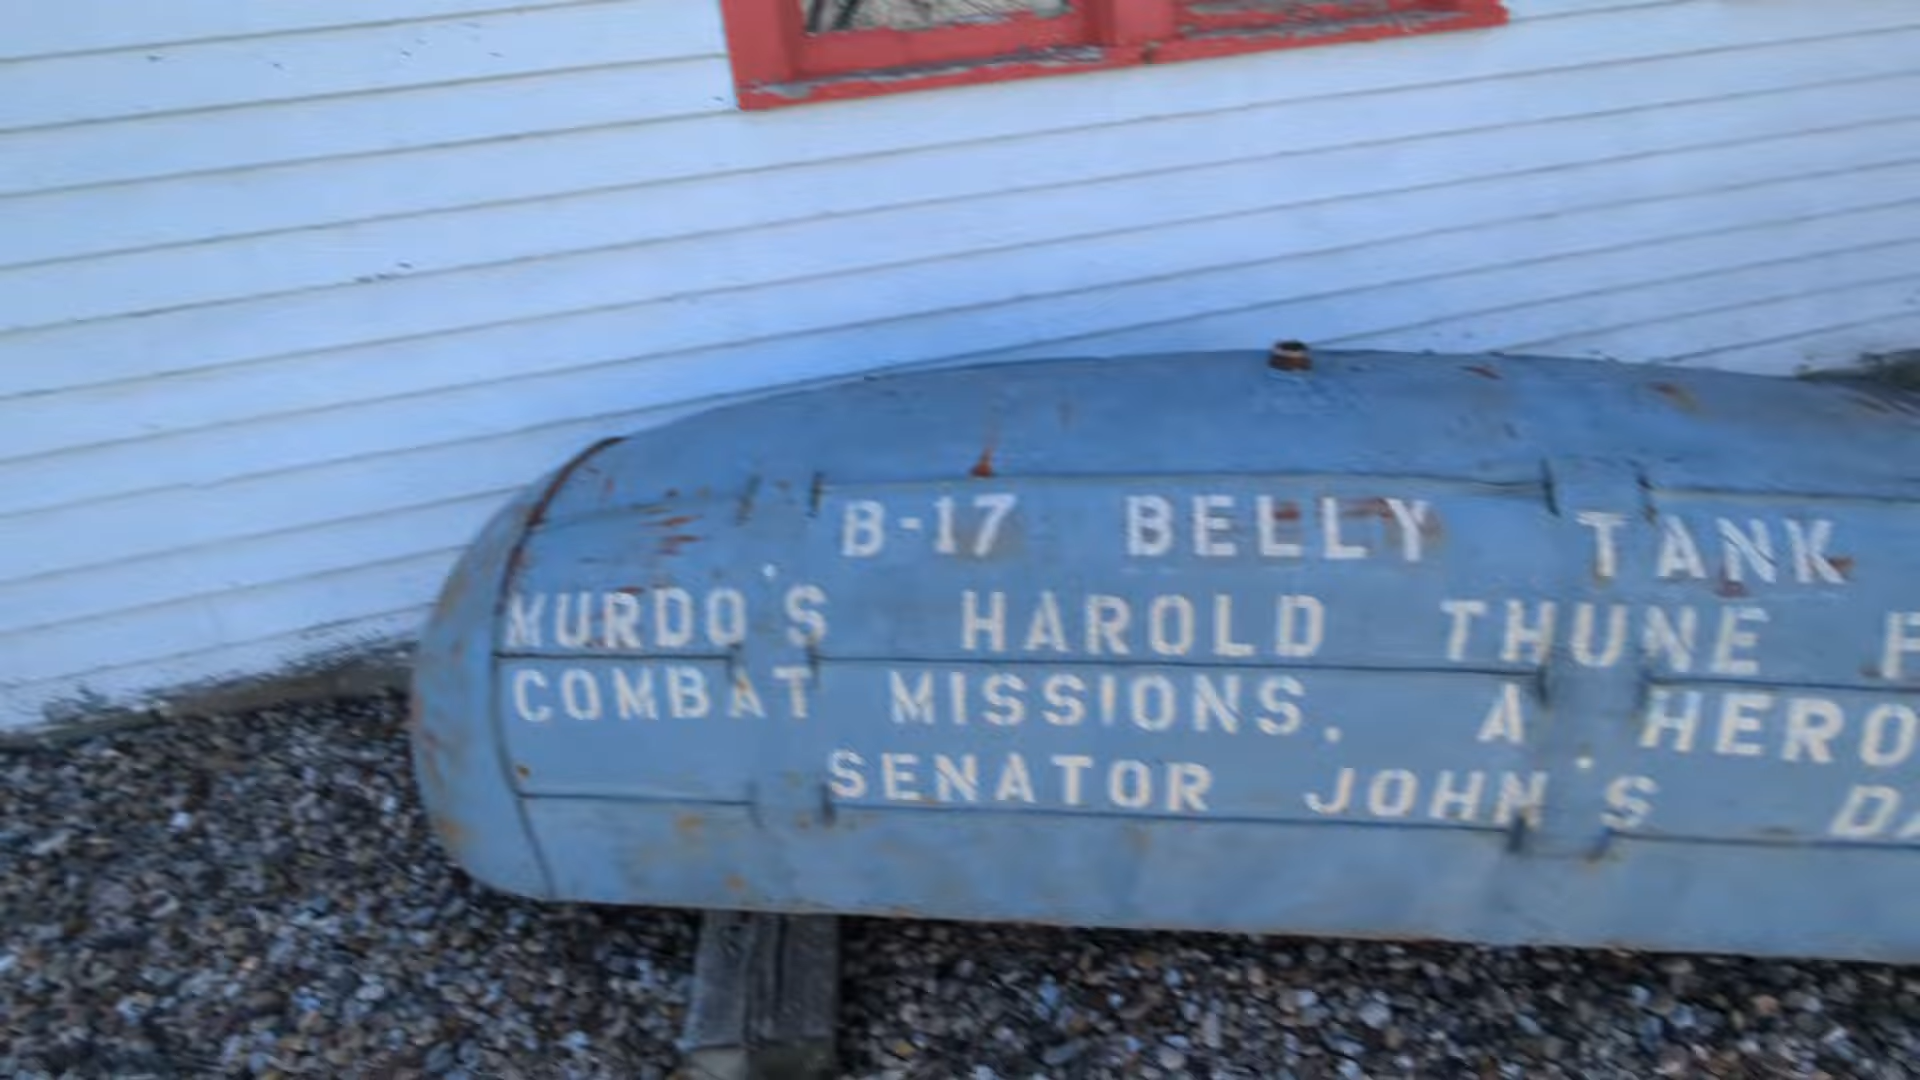 B-17 BELLY TANK
MURDO'S HAROLD THUNE
COMBAT MISSIONS. A HERO
SENATOR JOHN'S